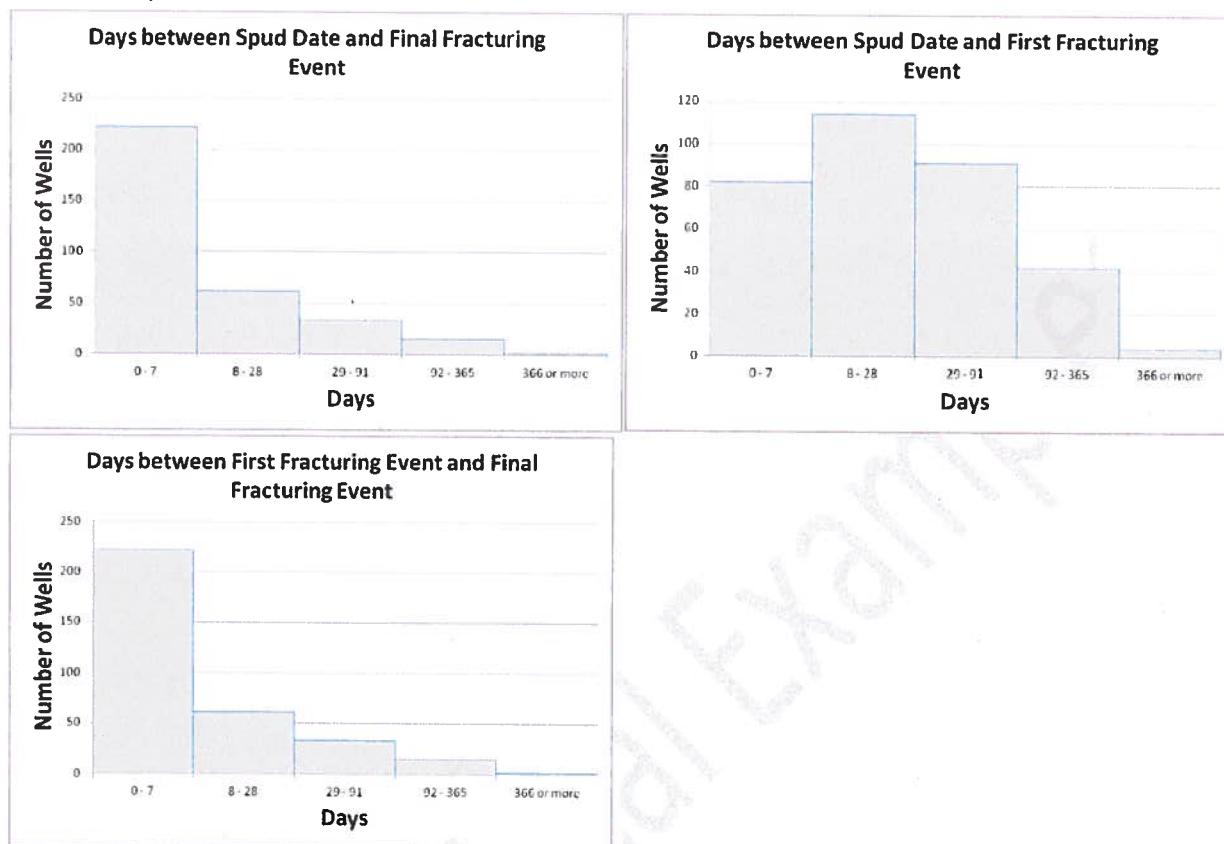 Days between Spud Date and Final Fracturing
Event
250
200
150
100
50
0
Number of Wells
0 - 7 8 - 28 29 - 91 92 - 365 366 or more
Days
Days between Spud Date and First Fracturing
Event
120
100
80
60
40
20
0
Number of Wells
0 - 7 8 - 28 29 - 91 92 - 365 366 or more
Days
Days between First Fracturing Event and Final
Fracturing Event
250
200
150
100
50
0
Number of Wells
0 - 7 8 - 28 29 - 91 92 - 365 366 or more
Days